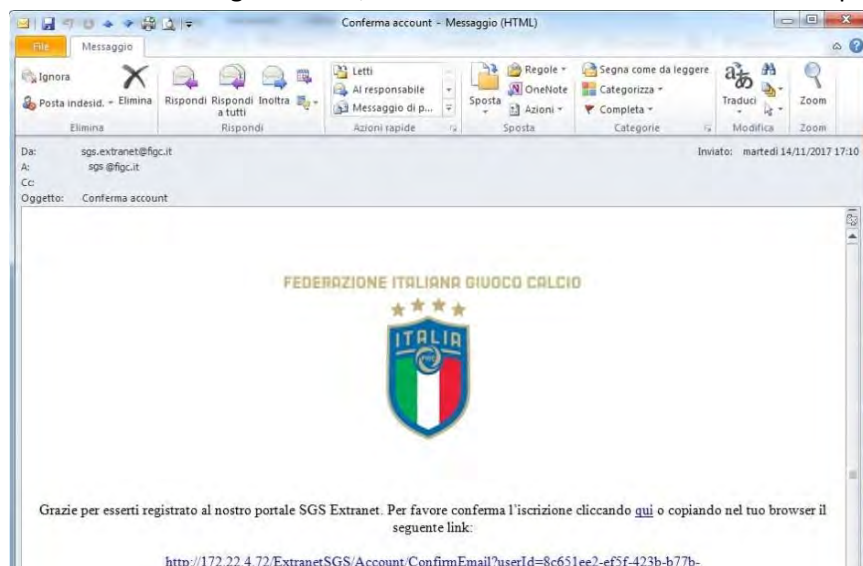 Conferma account - Messaggio (HTML)
File Messaggio
Ignora
Posta indesid.
Elimina
Rispondi
Rispondi a tutti
Inoltra
Letti
Al responsabile
Messaggio di p...
Sposta
Regole
OneNote
Azioni
Segna come da leggere
Categorizza
Completa
Traduci
Zoom
Elimina Rispondi Azioni rapide Sposta Categorie Modifica Zoom
Da: sgs.extranet@figc.it Inviato: martedì 14/11/2017 17:10
A: sgs @figc.it
Cc:
Oggetto: Conferma account
FEDERAZIONE ITALIANA GIUOCO CALCIO
ITALIA
FIGC
Grazie per esserti registrato al nostro portale SGS Extranet. Per favore conferma l'iscrizione cliccando qui o copiando nel tuo browser il
seguente link:
http://172.22.4.72/ExtranetSGS/Account/ConfirmEmail?userId=8c651ee2-ef5f-423b-b77b-